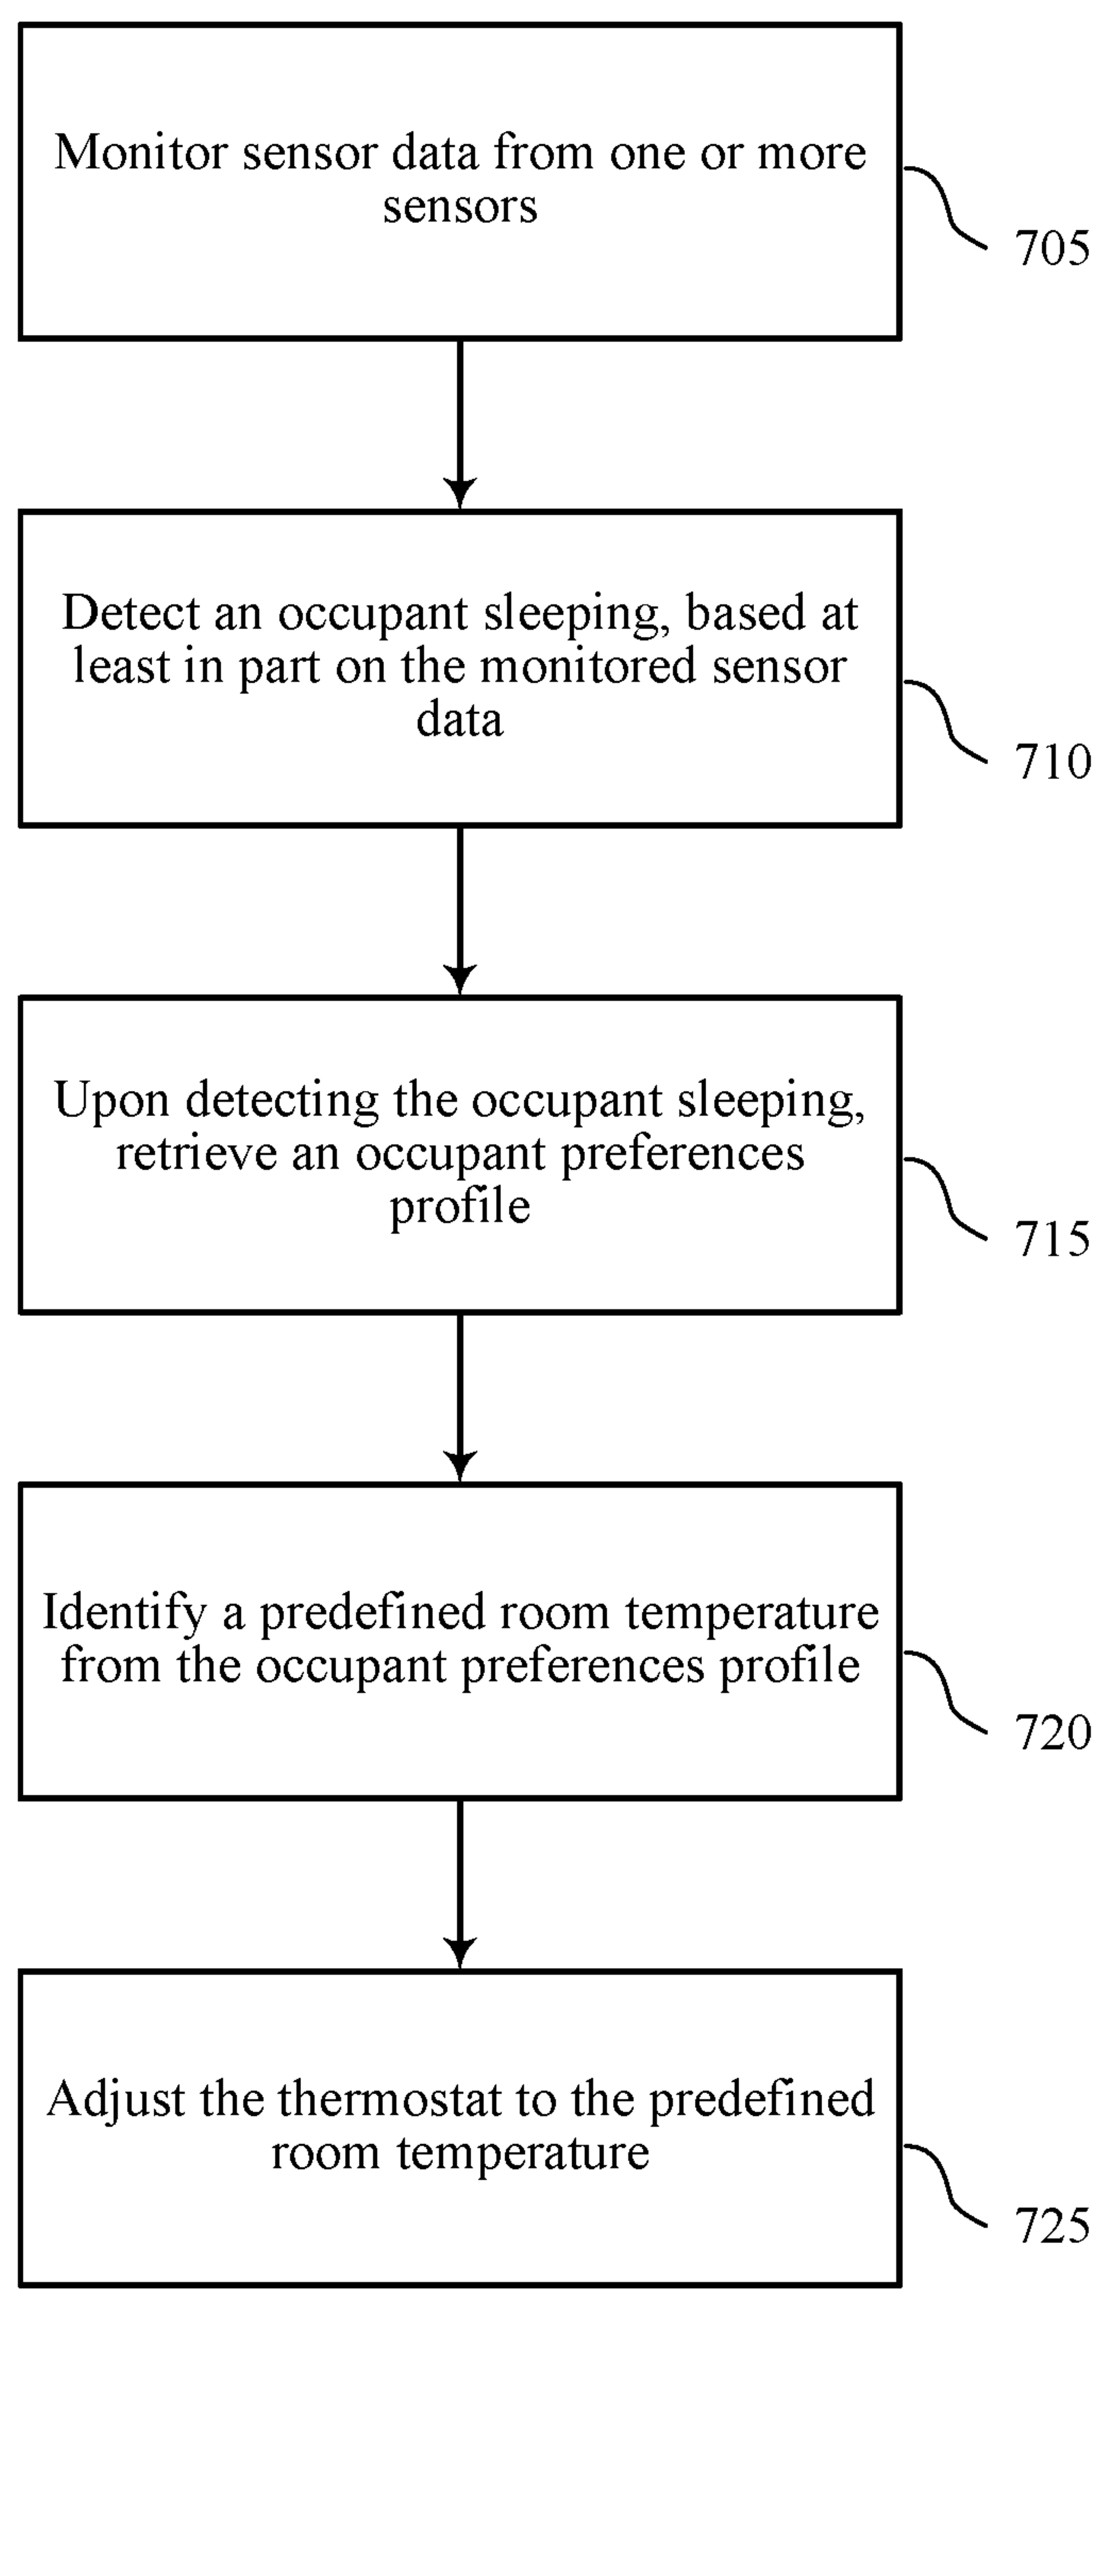 Monitor sensor data from one or more
sensors
705
Detect an occupant sleeping, based at
least in part on the monitored sensor
data
710
Upon detecting the occupant sleeping,
retrieve an occupant preferences
profile
715
Identify a predefined room temperature
from the occupant preferences profile
720
Adjust the thermostat to the predefined
room temperature
725